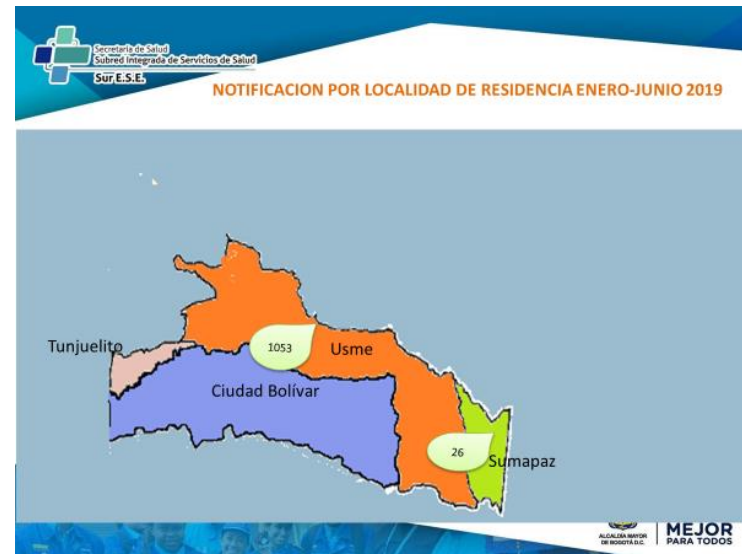 Secretaría de Salud
Subred Integrada de Servicios de Salud
Sur E.S.E.
NOTIFICACION POR LOCALIDAD DE RESIDENCIA ENERO-JUNIO 2019
Tunjuelito
1053
Usme
Ciudad Bolívar
26
Sumapaz
ALCALDÍA MAYOR
DE BOGOTÁ D.C.
MEJOR
PARA TODOS